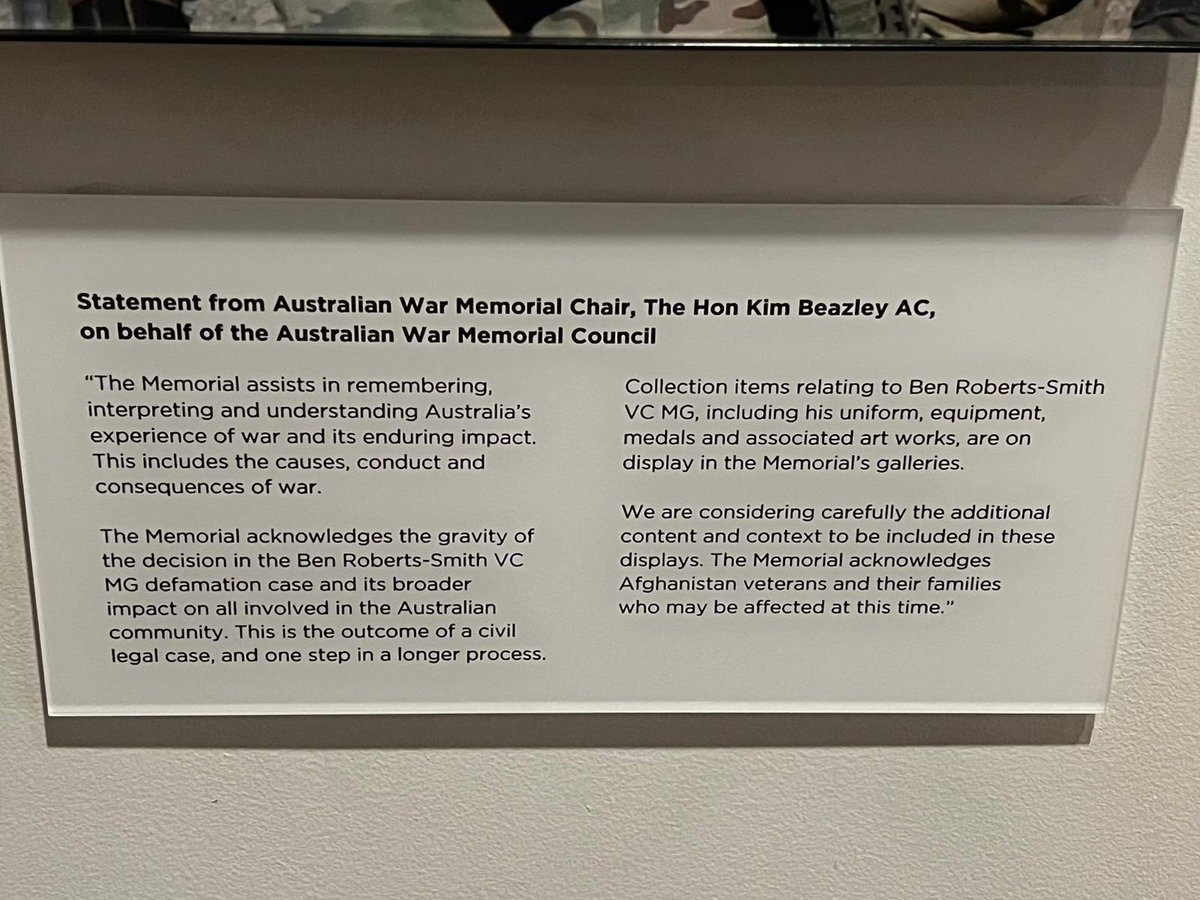 Statement from Australian War Memorial Chair, The Hon Kim Beazley AC,
on behalf of the Australian War Memorial Council
“The Memorial assists in remembering,
interpreting and understanding Australia’s
experience of war and its enduring impact.
This includes the causes, conduct and
consequences of war.
The Memorial acknowledges the gravity of
the decision in the Ben Roberts-Smith VC
MG defamation case and its broader
impact on all involved in the Australian
community. This is the outcome of a civil
legal case, and one step in a longer process.
Collection items relating to Ben Roberts-Smith
VC MG, including his uniform, equipment,
medals and associated art works, are on
display in the Memorial’s galleries.
We are considering carefully the additional
content and context to be included in these
displays. The Memorial acknowledges
Afghanistan veterans and their families
who may be affected at this time.”